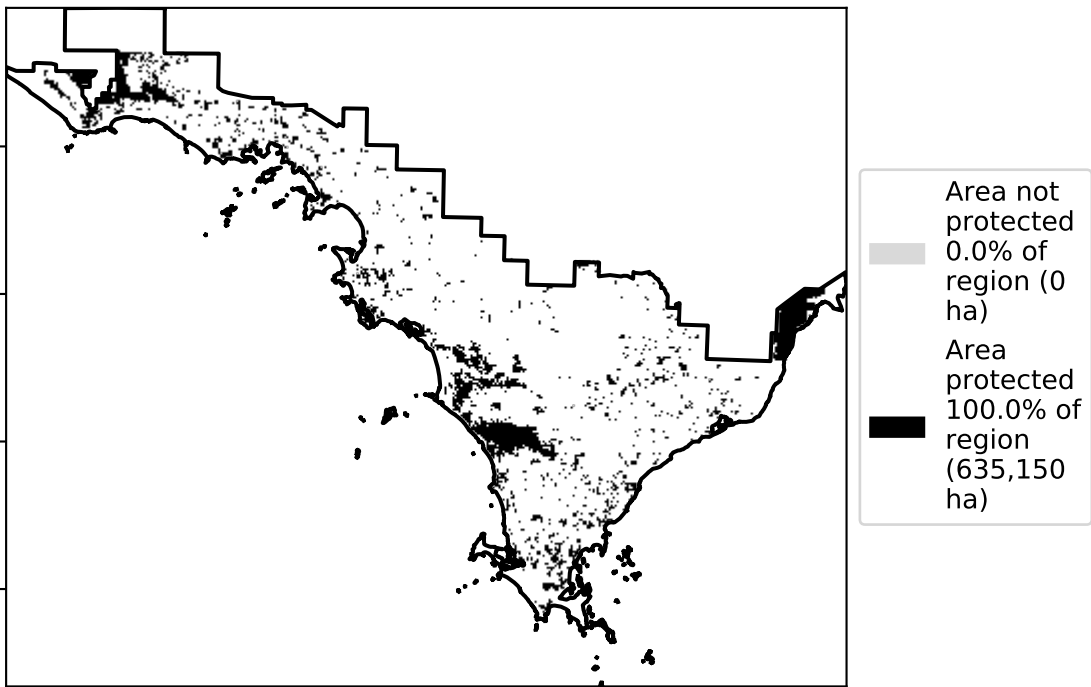 Area not
protected
0.0% of
region (0
ha)
Area
protected
100.0% of
region
(635,150
ha)